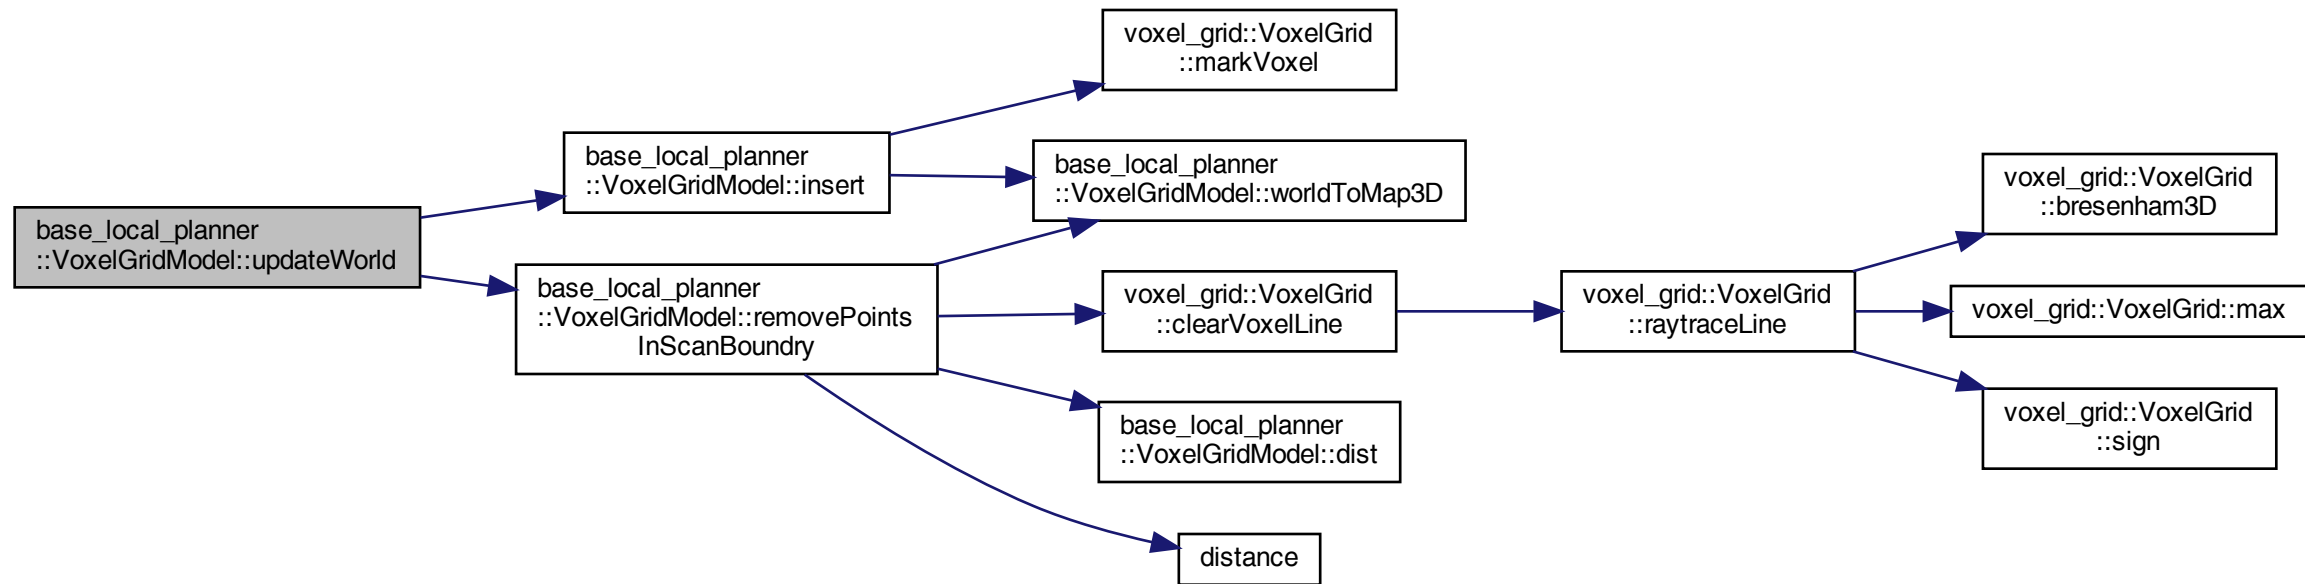 base_local_planner
::VoxelGridModel::updateWorld
base_local_planner
::VoxelGridModel::insert
base_local_planner
::VoxelGridModel::removePoints
InScanBoundry
voxel_grid::VoxelGrid
::markVoxel
base_local_planner
::VoxelGridModel::worldToMap3D
voxel_grid::VoxelGrid
::clearVoxelLine
base_local_planner
::VoxelGridModel::dist
distance
voxel_grid::VoxelGrid
::raytraceLine
voxel_grid::VoxelGrid
::bresenham3D
voxel_grid::VoxelGrid::max
voxel_grid::VoxelGrid
::sign